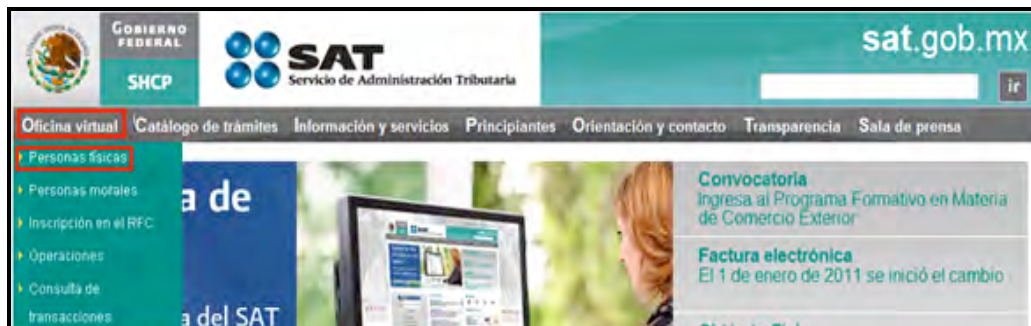 GOBIERNO
FEDERAL
SHCP
SAT
Servicio de Administración Tributaria
sat.gob.mx
ir
Oficina virtual Catálogo de trámites Información y servicios Principiantes Orientación y contacto Transparencia Sala de prensa
Personas físicas
Personas morales
Inscripción en el RFC
Operaciones
Consulta de
transacciones
a de
a del SAT
Convocatoria
Ingresa al Programa Formativo en Materia
de Comercio Exterior
Factura electrónica
El 1 de enero de 2011 se inició el cambio